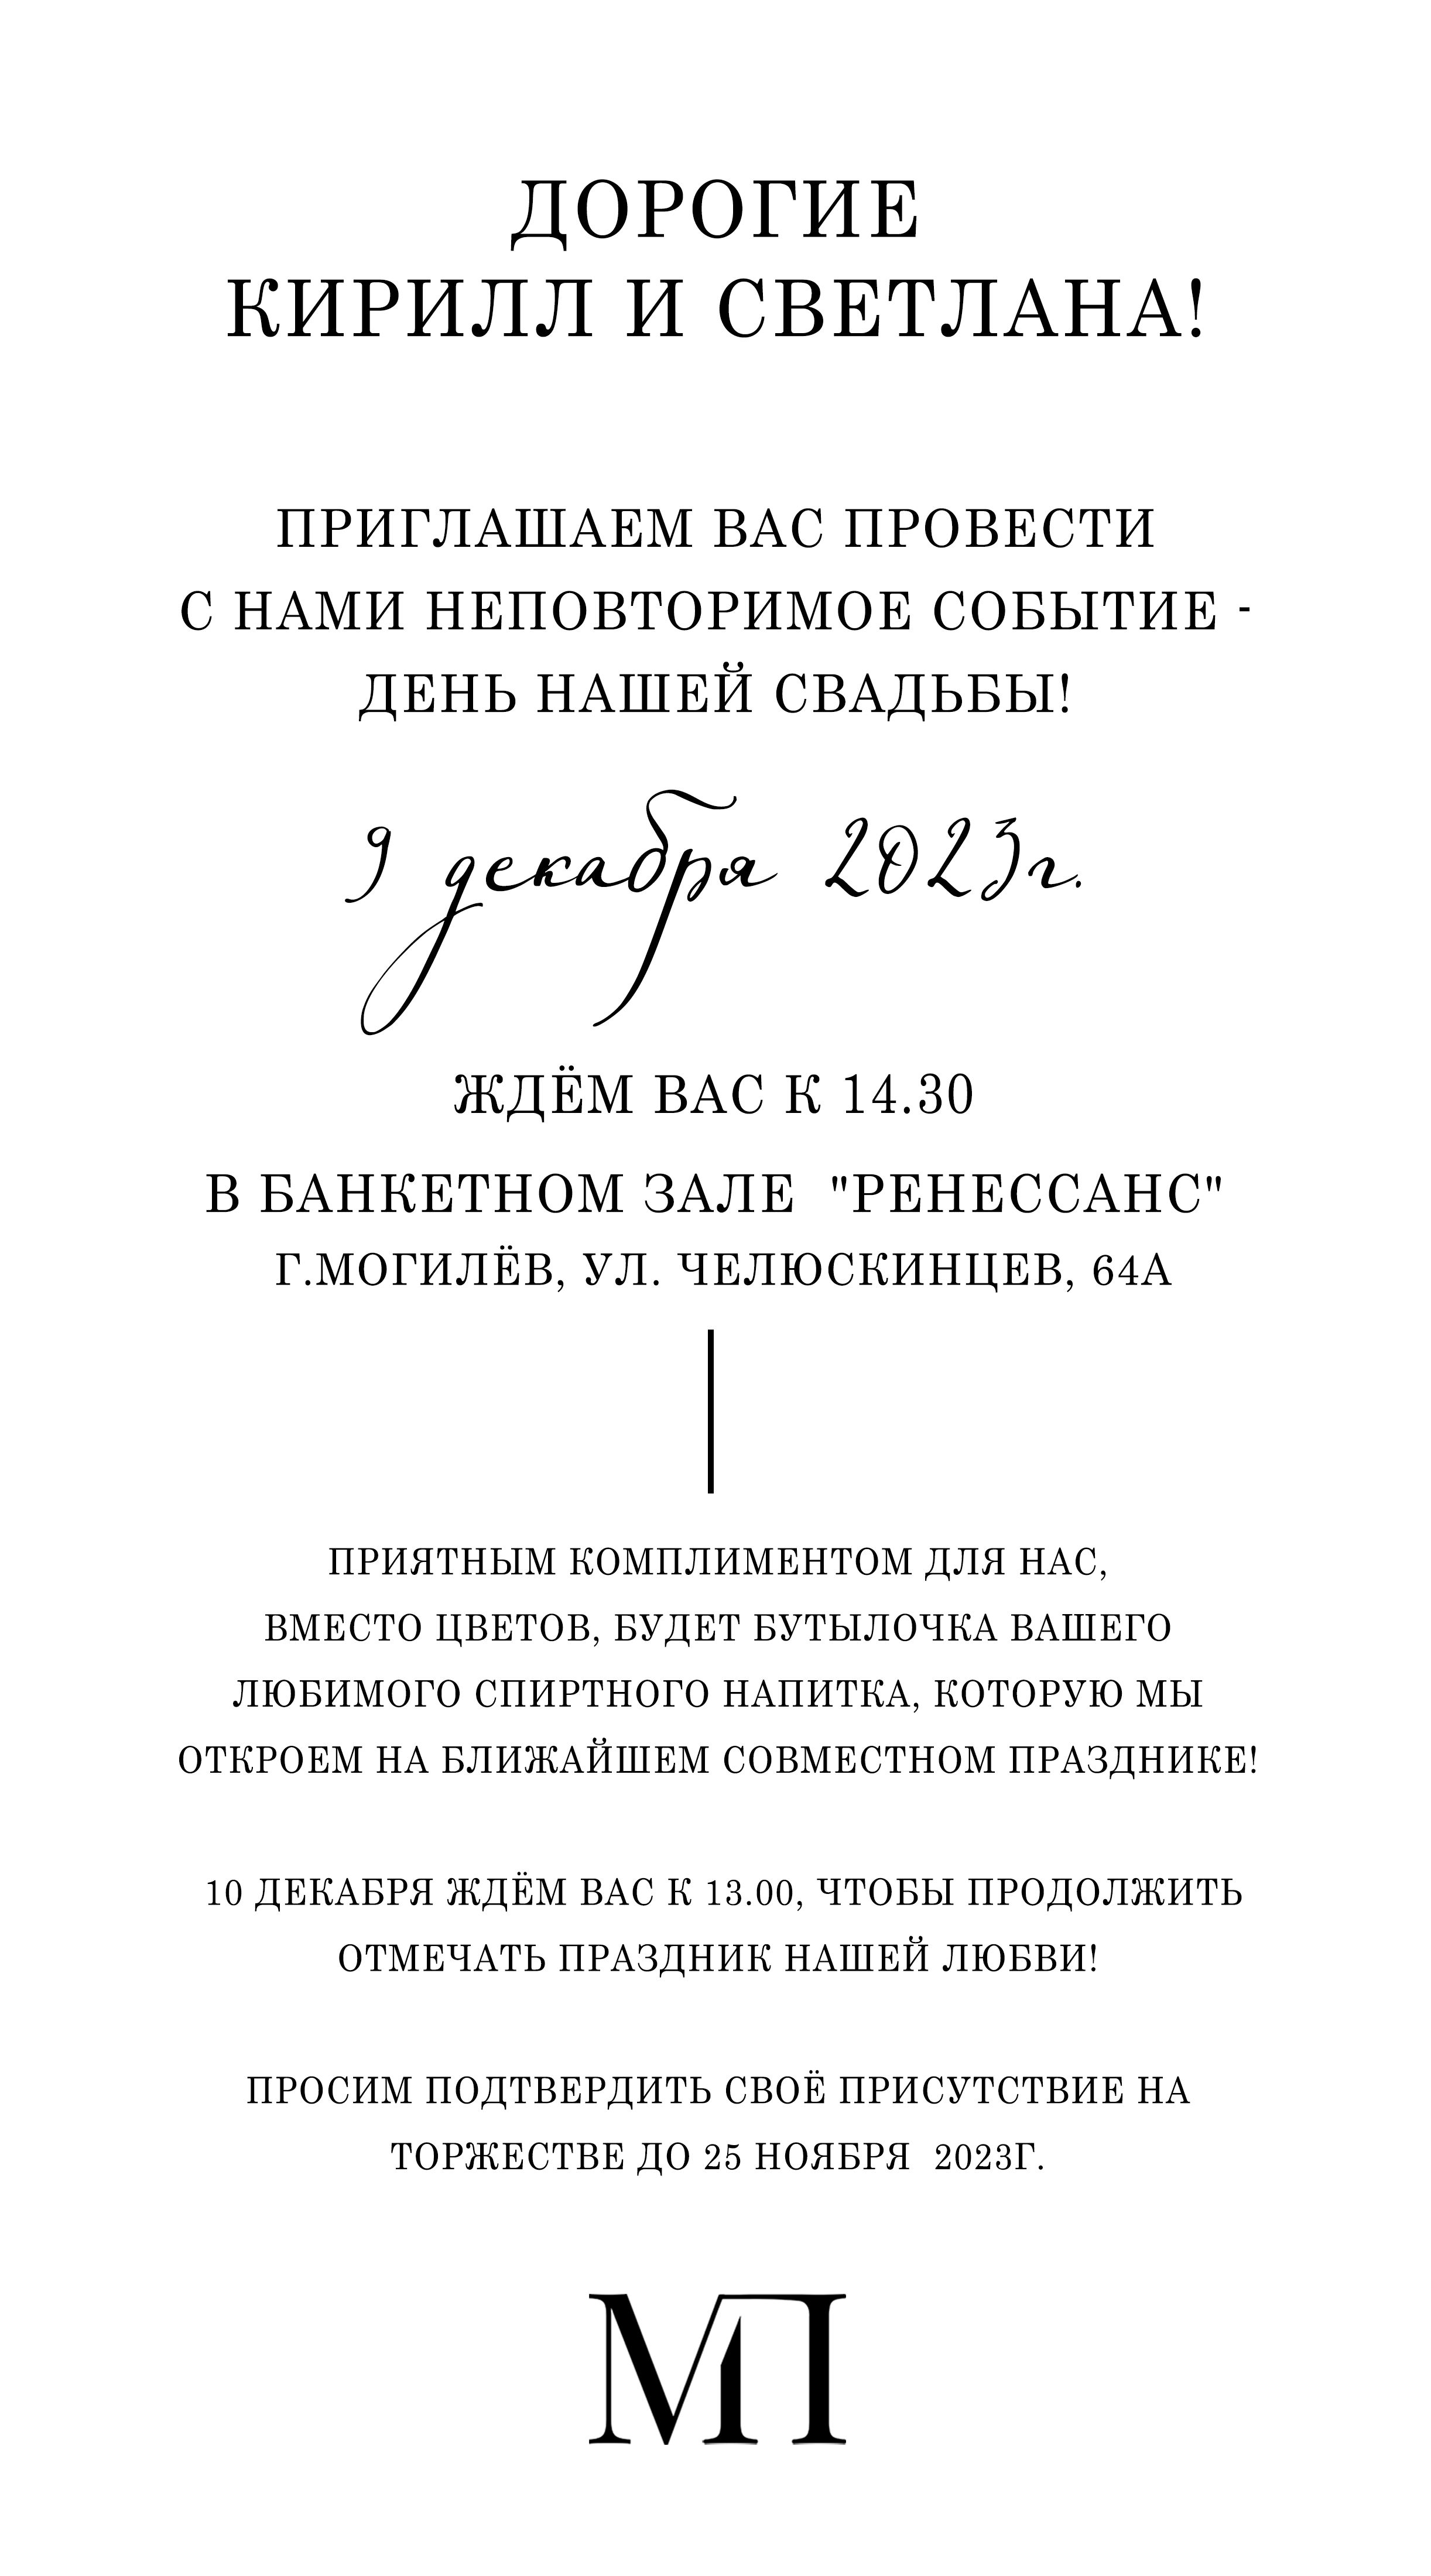 ДОРОГИЕ
КИРИЛЛ И СВЕТЛАНА!
ПРИГЛАШАЕМ ВАС ПРОВЕСТИ
С НАМИ НЕПОВТОРИМОЕ СОБЫТИЕ -
ДЕНЬ НАШЕЙ СВАДЬБЫ!
9 декабря 2023г.
ЖДЁМ ВАС К 14.30
В БАНКЕТНОМ ЗАЛЕ "РЕНЕССАНС"
Г.МОГИЛЁВ, УЛ. ЧЕЛЮСКИНЦЕВ, 64А
ПРИЯТНЫМ КОМПЛИМЕНТОМ ДЛЯ НАС,
ВМЕСТО ЦВЕТОВ, БУДЕТ БУТЫЛОЧКА ВАШЕГО
ЛЮБИМОГО СПИРТНОГО НАПИТКА, КОТОРУЮ МЫ
ОТКРОЕМ НА БЛИЖАЙШЕМ СОВМЕСТНОМ ПРАЗДНИКЕ!
10 ДЕКАБРЯ ЖДЁМ ВАС К 13.00, ЧТОБЫ ПРОДОЛЖИТЬ
ОТМЕЧАТЬ ПРАЗДНИК НАШЕЙ ЛЮБВИ!
ПРОСИМ ПОДТВЕРДИТЬ СВОЁ ПРИСУТСТВИЕ НА
ТОРЖЕСТВЕ ДО 25 НОЯБРЯ 2023Г.
МП